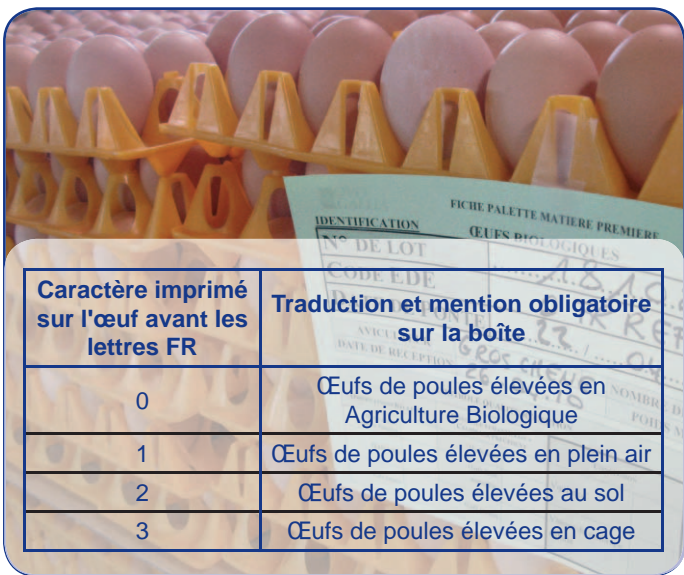 FICHE PALETTE MATIERE PREMIERE
IDENTIFICATION
ŒUFS BIOLOGIQUES
N° DE LOT
CODE EDE
Caractère imprimé
sur l'œuf avant les
lettres FR
Traduction et mention obligatoire
sur la boîte
DATE DE RECEPTION
0
Œufs de poules élevées en
Agriculture Biologique
1
Œufs de poules élevées en plein air
2
Œufs de poules élevées au sol
3
Œufs de poules élevées en cage